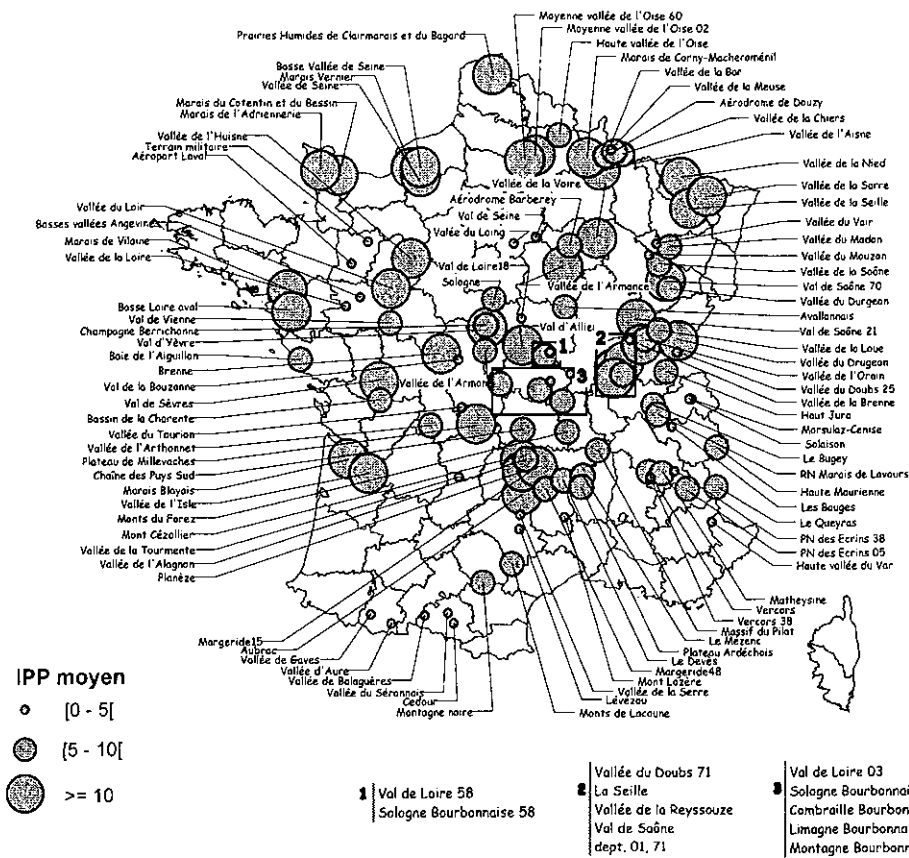 Moyenne vallée de l'Oise 60
Moyenne vallée de l'Oise 02
Prairies Humides de Clairmarais et du Bagard
Haute vallée de l'Oise
Marais de Corny-Macheroménil
Vallée de la Bar
Vallée de la Meuse
Aérodrome de Douzy
Vallée de la Chiers
Vallée de l'Aisne
Vallée de la Nied
Vallée de la Sarre
Vallée de la Seille
Vallée du Vair
Vallée du Madon
Vallée du Mouzon
Vallée de la Saône
Val de Saône 70
Vallée du Durgeon
Avallonnais
Val de Saône 21
Vallée de la Loue
Vallée du Drugeon
Vallée de l'Orain
Vallée du Doubs 25
Vallée de la Brenne
Haut Jura
Marsulaz-Cenise
Solaison
Le Bugey
RN Marais de Lavours
Haute Maurienne
Les Bauges
Le Queyras
PN des Ecrins 38
PN des Ecrins 05
Haute vallée du Var
Matheysine
Vercors
Vercors 38
Massif du Pilat
Le Mézenc
Plateau Ardéchois
Le Devès
Margeride48
Mont Lozère
Vallée de la Serre
Lévezou
Monts de Lacaune
Basse Vallée de Seine
Marais Vernier
Vallée de Seine
Marais du Cotentin et du Bessin
Marais de l'Adriennerie
Vallée de l'Huisne
Terrain militaire
Aéroport Laval
Vallée du Loir
Basses vallées Angevine
Marais de Vilaine
Vallée de la Loire
Basse Loire aval
Val de Vienne
Champagne Berrichonne
Val d'Yèvre
Baie de l'Aiguillon
Brenne
Val de la Bouzanne
Val de Sèvres
Bassin de la Charente
Vallée du Taurion
Vallée de l'Arthonnet
Plateau de Millevaches
Chaîne des Puys Sud
Marais Blayais
Vallée de l'Isle
Monts du Forez
Mont Cézallier
Vallée de la Tourmente
Vallée de l'Alagnon
Planèze
Margeride15
Aubrac
Vallée de Gaves
Vallée d'Aure
Vallée de Balaguères
Vallée du Sérannais
Cedour
Montagne noire
Vallée de la Voire
Aérodrome Barberey
Val de Seine
Valée du Loing
Val de Loire18
Sologne
Vallée de l'Armance
Val d'Allier
Vallée de l'Armon
1
2
3
IPP moyen
[0 - 5[
[5 - 10[
>= 10
1 Val de Loire 58
Sologne Bourbonnaise 58
2 Vallée du Doubs 71
La Seille
Vallée de la Reyssouze
Val de Saône
dept. 01, 71
3 Val de Loire 03
Sologne Bourbonnai
Combraille Bourbon
Limagne Bourbonna
Montagne Bourbonn